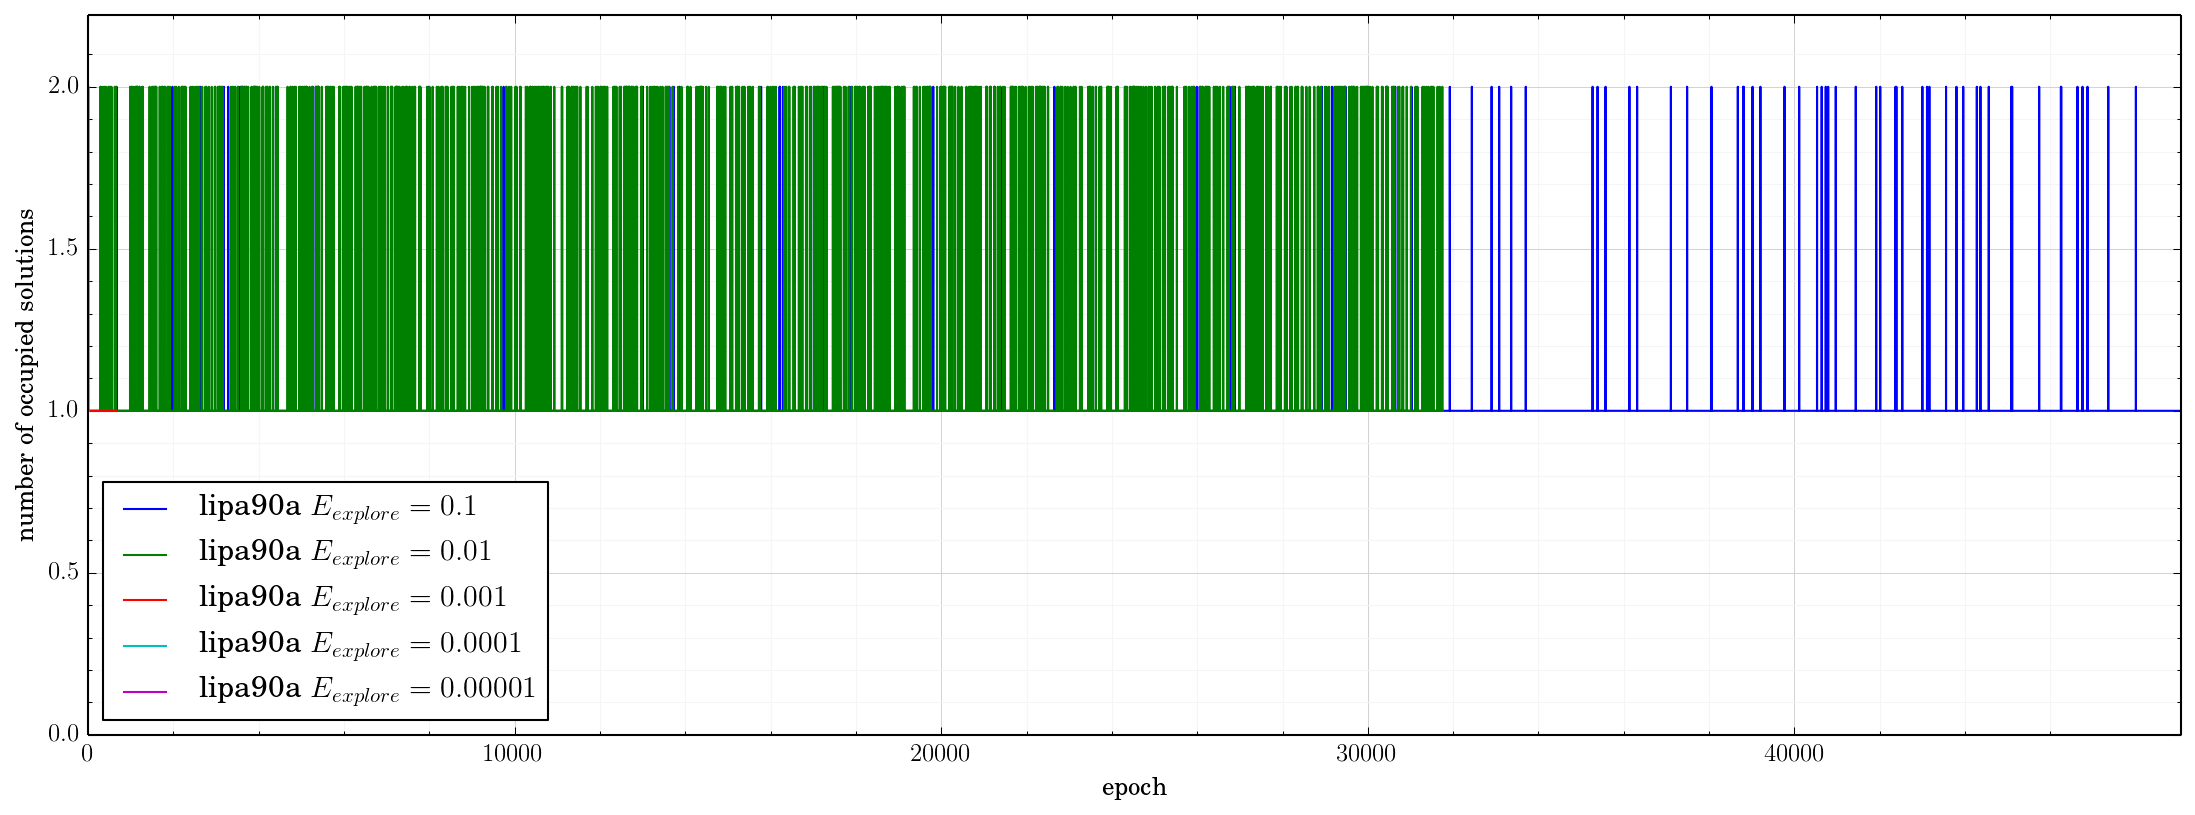 number of occupied solutions
2.0
1.5
1.0
0.5
0.0
lipa90a E_explore = 0.1
lipa90a E_explore = 0.01
lipa90a E_explore = 0.001
lipa90a E_explore = 0.0001
lipa90a E_explore = 0.00001
0 10000 20000 30000 40000
epoch